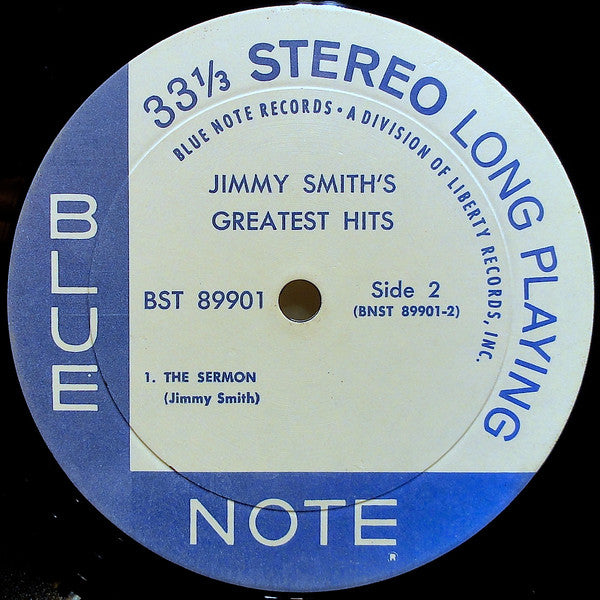 33⅓ STEREO LONG PLAYING
BLUE NOTE RECORDS • A DIVISION OF LIBERTY RECORDS, INC.
JIMMY SMITH'S
GREATEST HITS
BST 89901
Side 2
(BNST 89901-2)
1. THE SERMON
(Jimmy Smith)
BLUE
NOTE
®